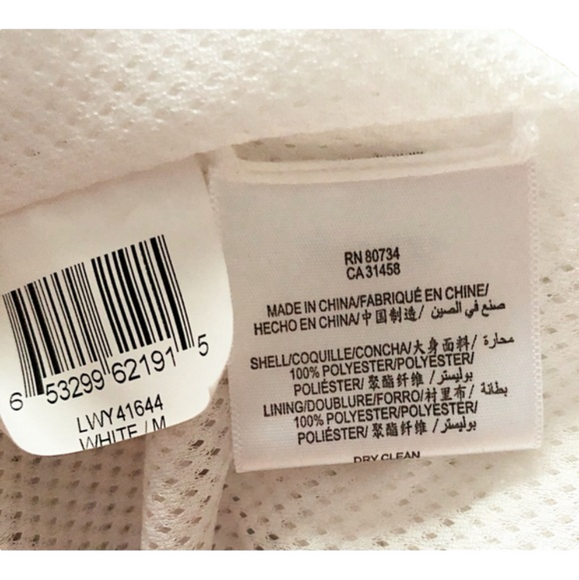 6 53299 62191 5
LWY41644
WHITE / M
RN 80734
CA 31458
MADE IN CHINA/FABRIQUÉ EN CHINE/
HECHO EN CHINA/中国制造/ صنع في الصين
SHELL/COQUILLE/CONCHA/大身面料/ محارة
100% POLYESTER/POLYESTER/
POLIÉSTER/ 聚酯纤维 / بوليستر
LINING/DOUBLURE/FORRO/衬里布/ بطانة
100% POLYESTER/POLYESTER/
POLIÉSTER/ 聚酯纤维 / بوليستر
DRY CLEAN